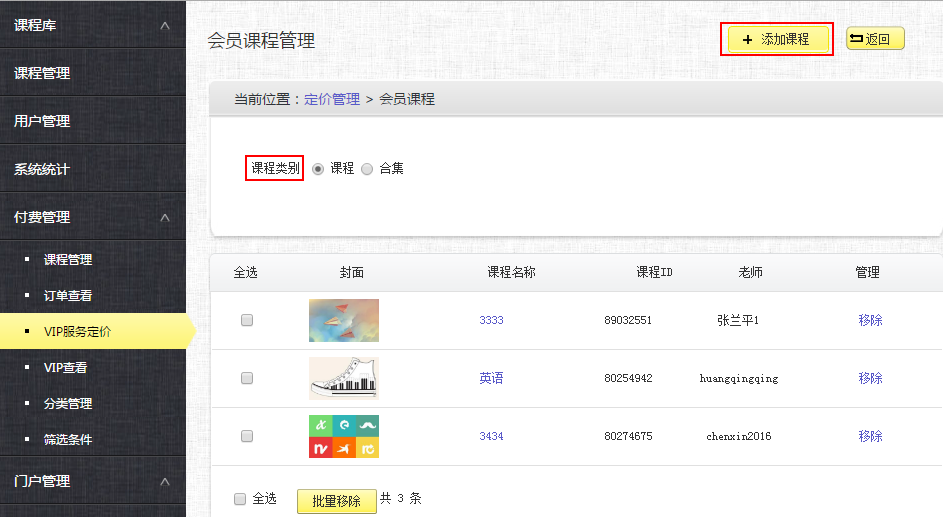 课程库
课程管理
用户管理
系统统计
付费管理
课程管理
订单查看
VIP服务定价
VIP查看
分类管理
筛选条件
门户管理
会员课程管理
+ 添加课程
返回
当前位置：定价管理 > 会员课程
课程类别 课程 合集
全选 封面 课程名称 课程ID 老师 管理
3333 89032551 张兰平1 移除
英语 80254942 huangqingqing 移除
3434 80274675 chenxin2016 移除
全选 批量移除 共 3 条